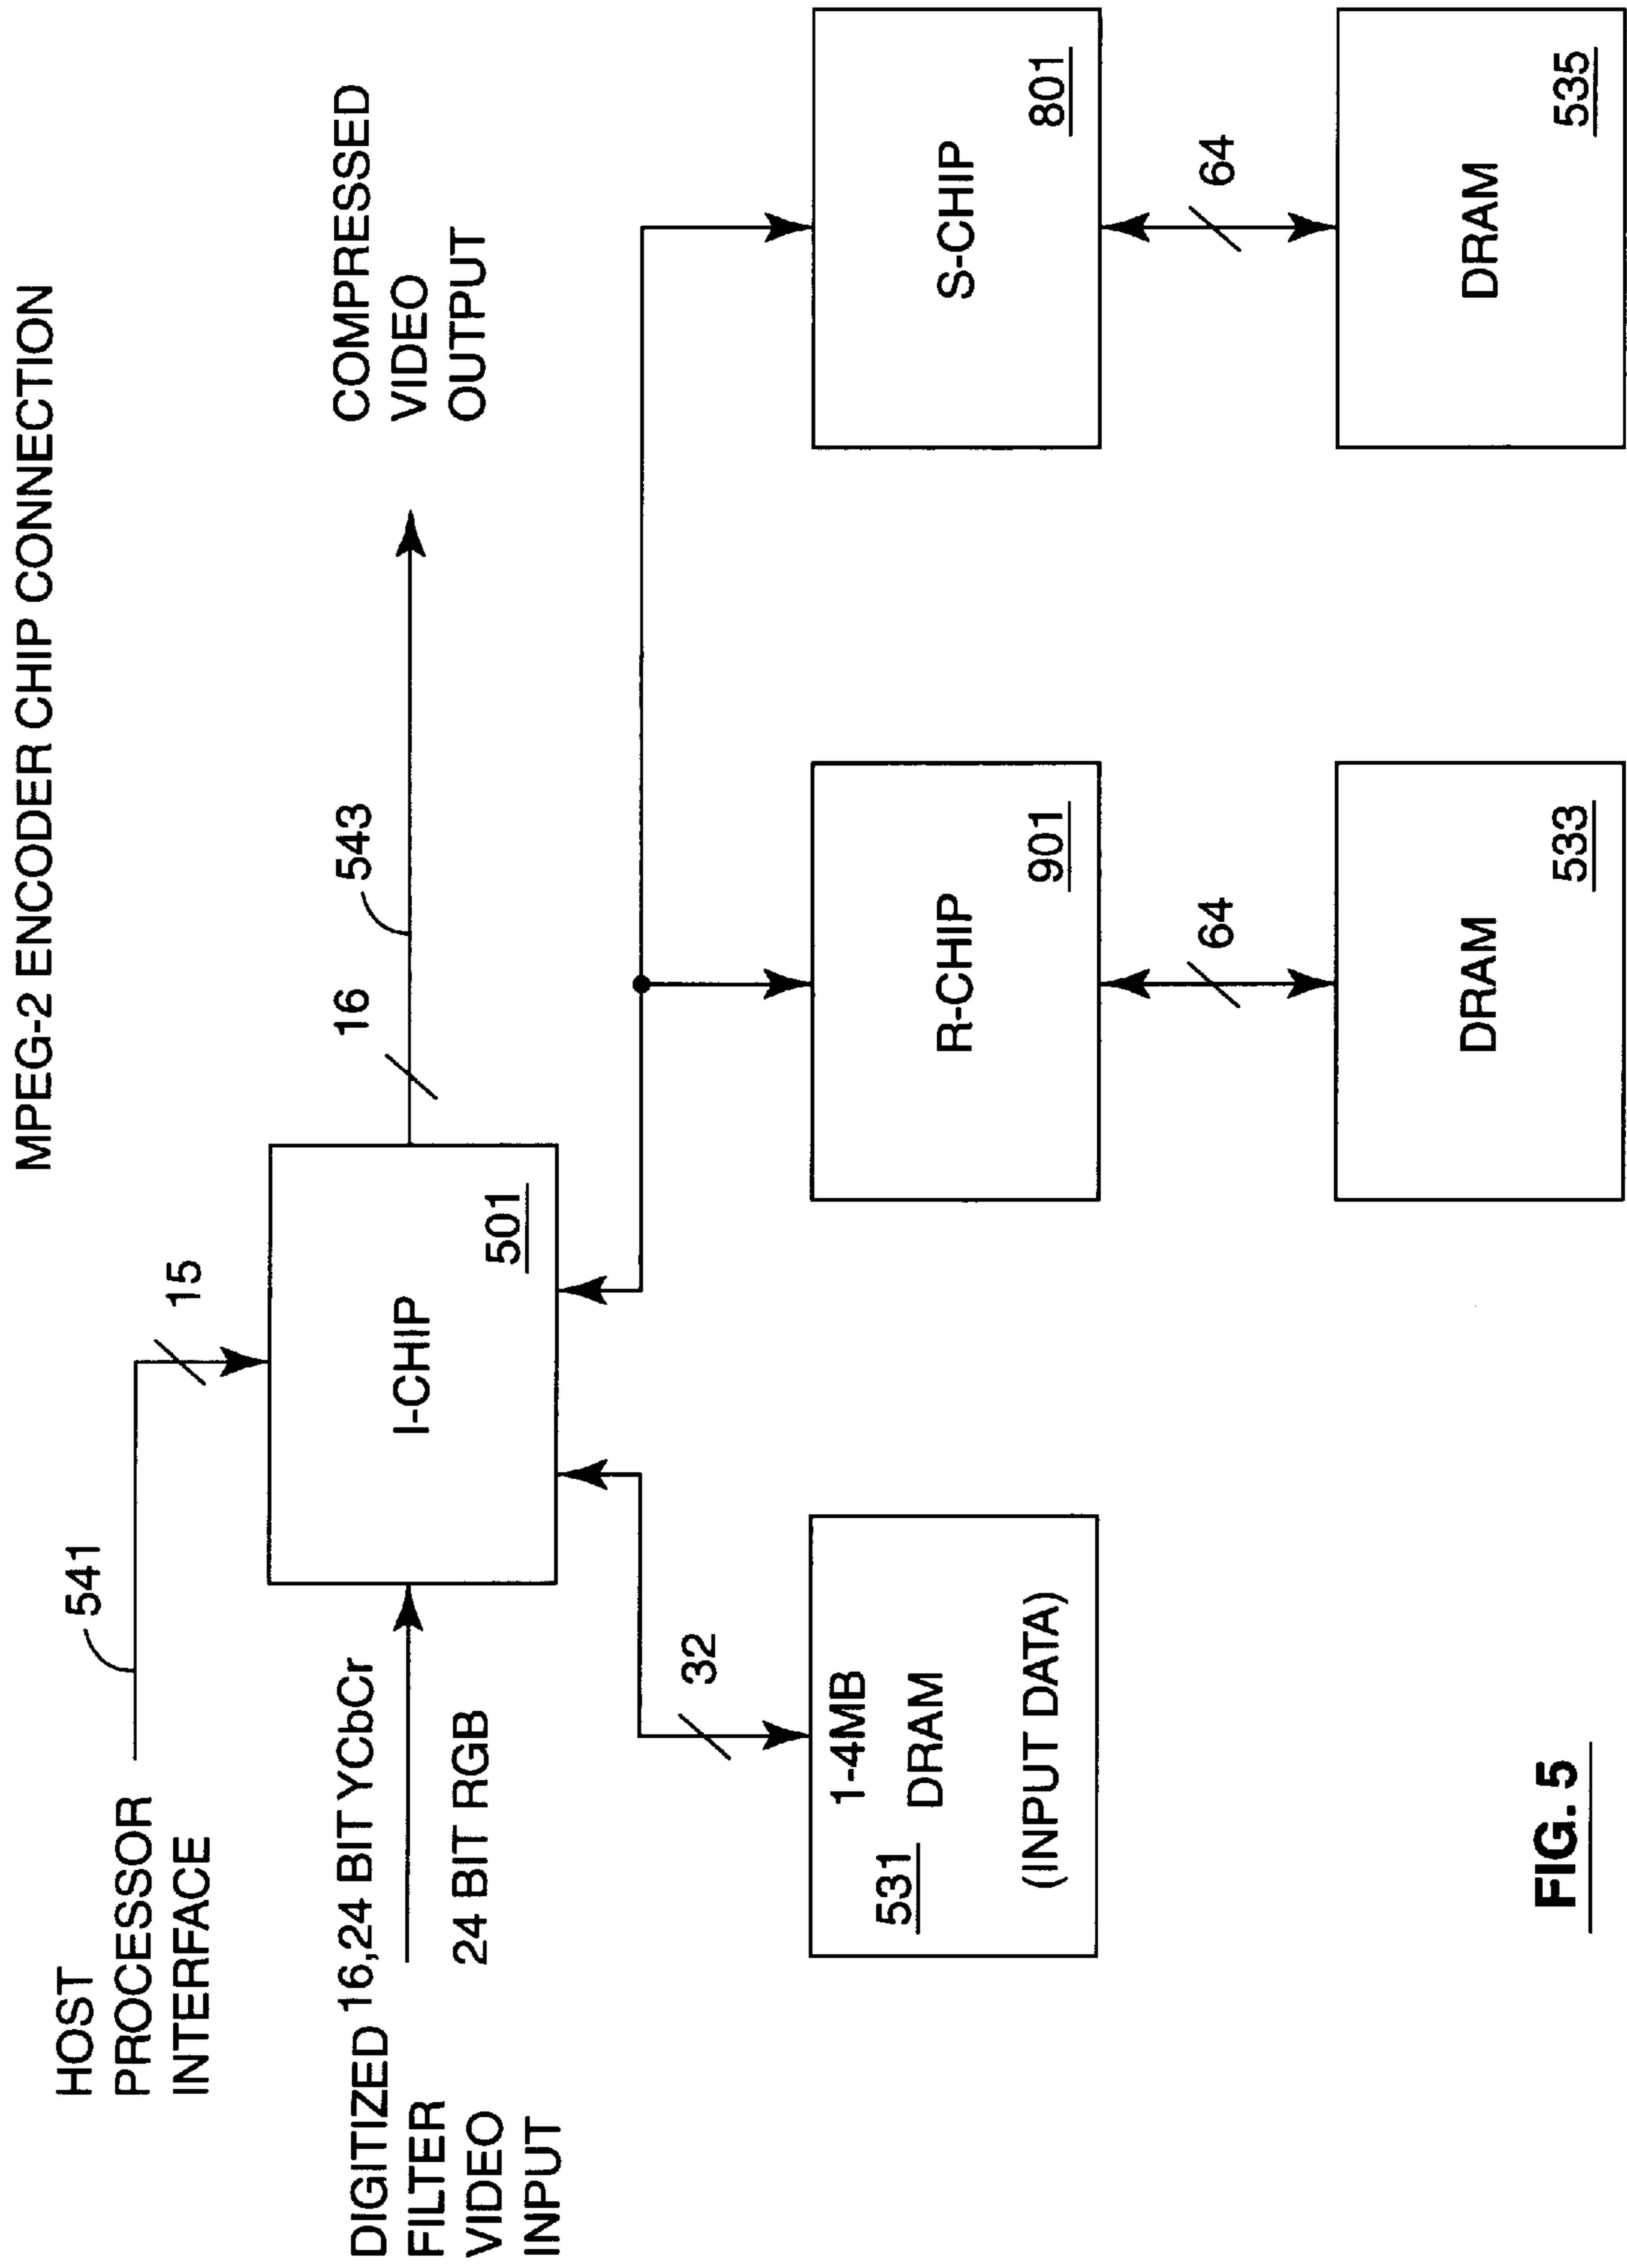 MPEG-2 ENCODER CHIP CONNECTION
HOST
PROCESSOR
INTERFACE
541
15
DIGITIZED
FILTER
VIDEO
INPUT
16,24 BIT YCbCr
24 BIT RGB
I-CHIP
501
16
543
COMPRESSED
VIDEO
OUTPUT
32
1-4MB
DRAM
531
(INPUT DATA)
R-CHIP
901
64
DRAM
533
S-CHIP
801
64
DRAM
535
FIG. 5